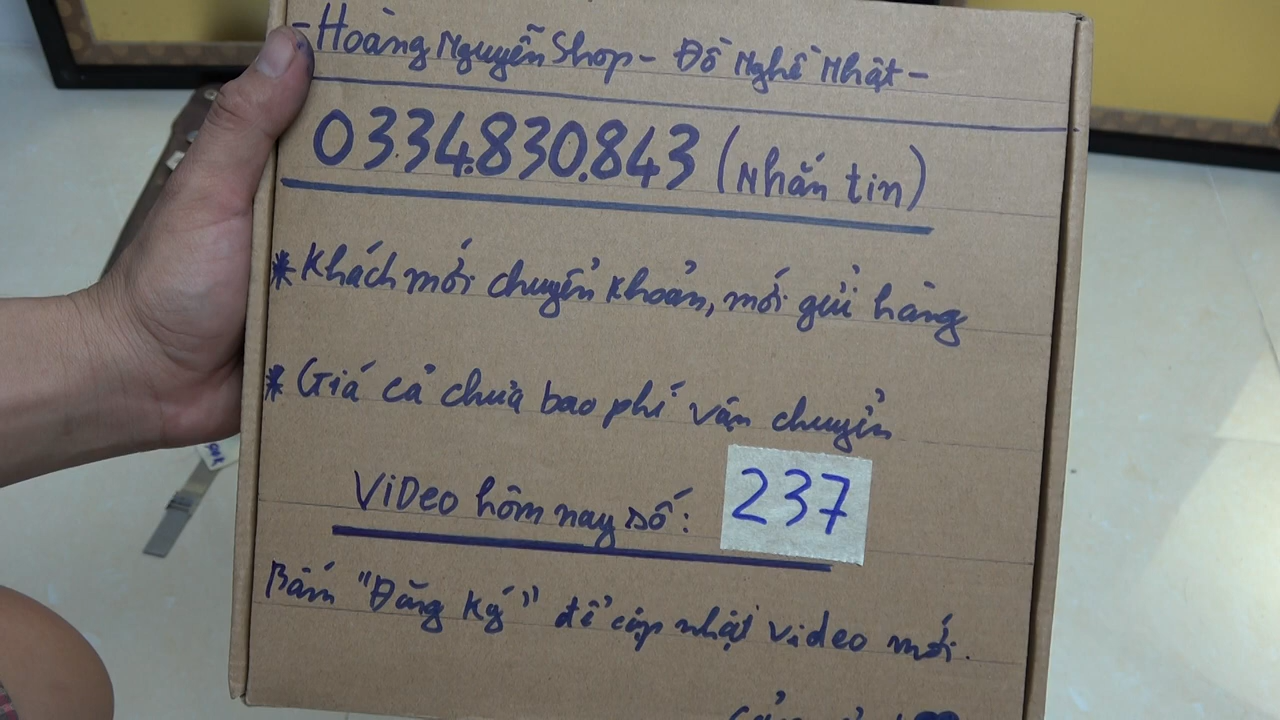 - Hoàng Nguyễn Shop - Đồ Nghề Nhật -
0334.830.843 (Nhắn tin)
* Khách mới chuyển khoản, mới gửi hàng
* Giá cả chưa bao phí vận chuyển
ViDeo hôm nay số: 237
Bấm "Đăng Ký" để cập nhật video mới.